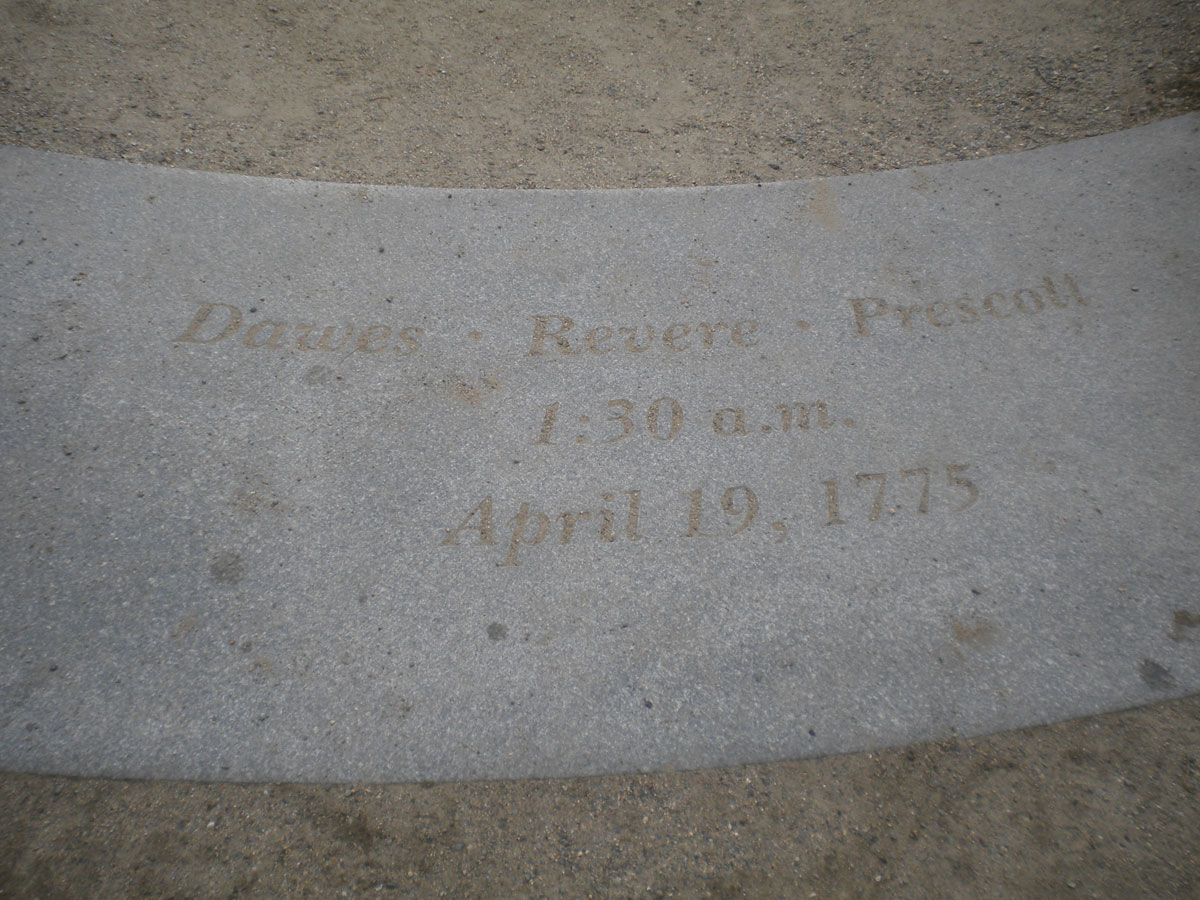 Dawes · Revere · Prescott
1:30 a.m.
April 19, 1775